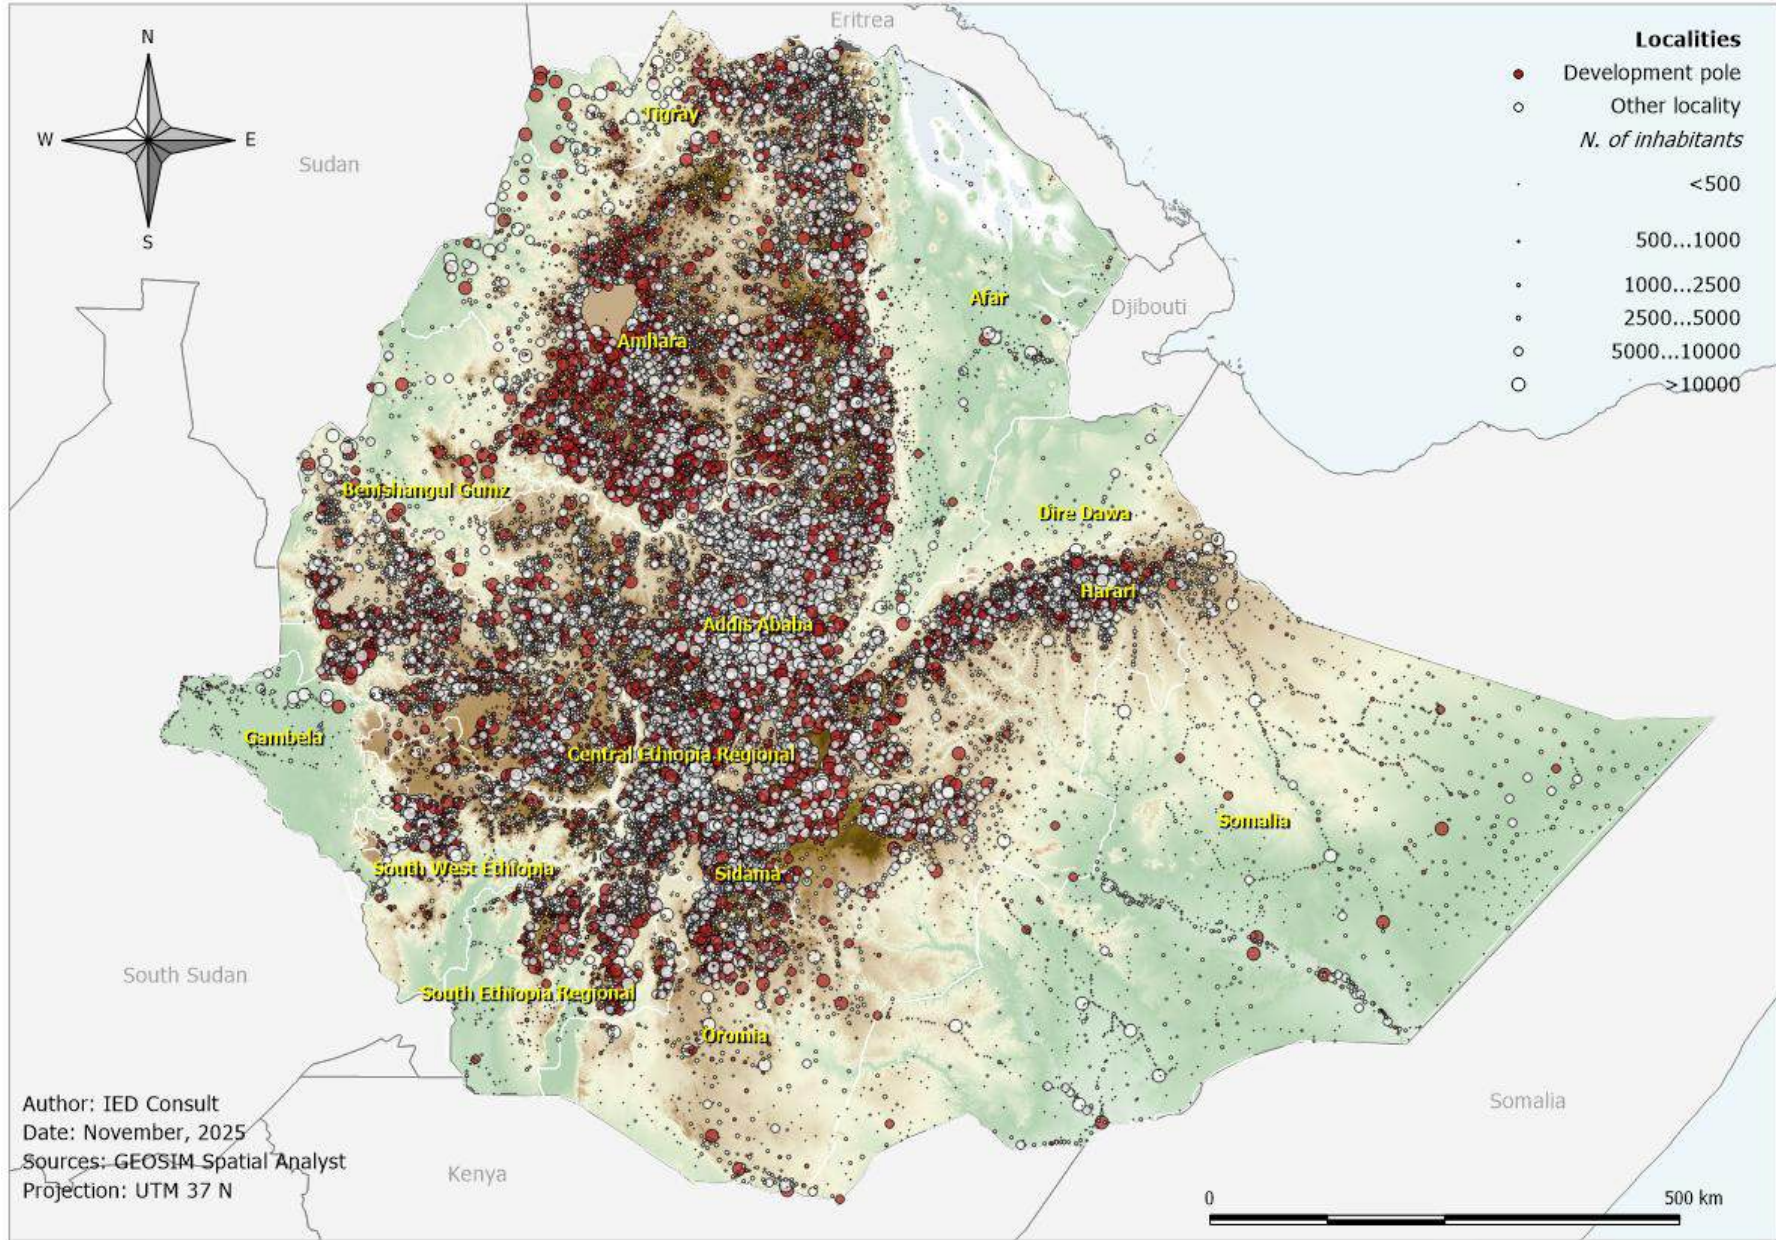 Eritrea
Localities
Development pole
Other locality
N. of inhabitants
<500
500...1000
1000...2500
2500...5000
5000...10000
>10000
N
W
E
S
Sudan
Tigray
Afar
Djibouti
Amhara
Benishangul Gumz
Dire Dawa
Harari
Addis Ababa
Gambela
Central Ethiopia Regional
Somalia
South West Ethiopia
Sidama
South Sudan
South Ethiopia Regional
Oromia
Somalia
Kenya
Author: IED Consult
Date: November, 2025
Sources: GEOSIM Spatial Analyst
Projection: UTM 37 N
0
500 km